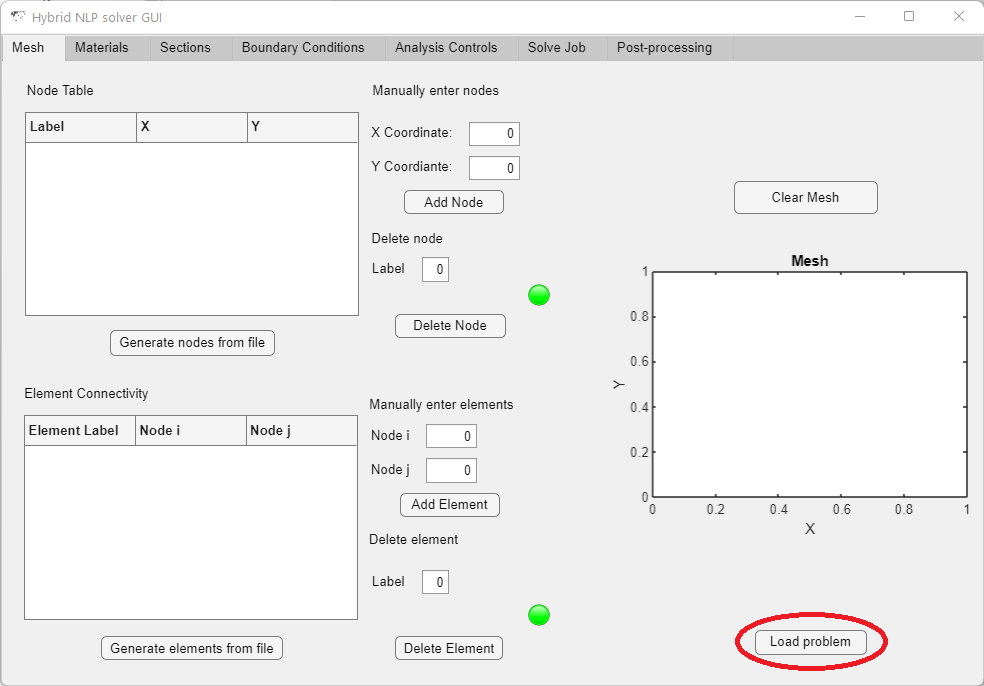 Hybrid NLP solver GUI
Mesh Materials Sections Boundary Conditions Analysis Controls Solve Job Post-processing
Node Table
Label X Y
Generate nodes from file
Manually enter nodes
X Coordinate: 0
Y Coordiante: 0
Add Node
Delete node
Label 0
Delete Node
Element Connectivity
Element Label Node i Node j
Generate elements from file
Manually enter elements
Node i 0
Node j 0
Add Element
Delete element
Label 0
Delete Element
Clear Mesh
Mesh
1
0.8
0.6
0.4
0.2
0
Y
0 0.2 0.4 0.6 0.8 1
X
Load problem